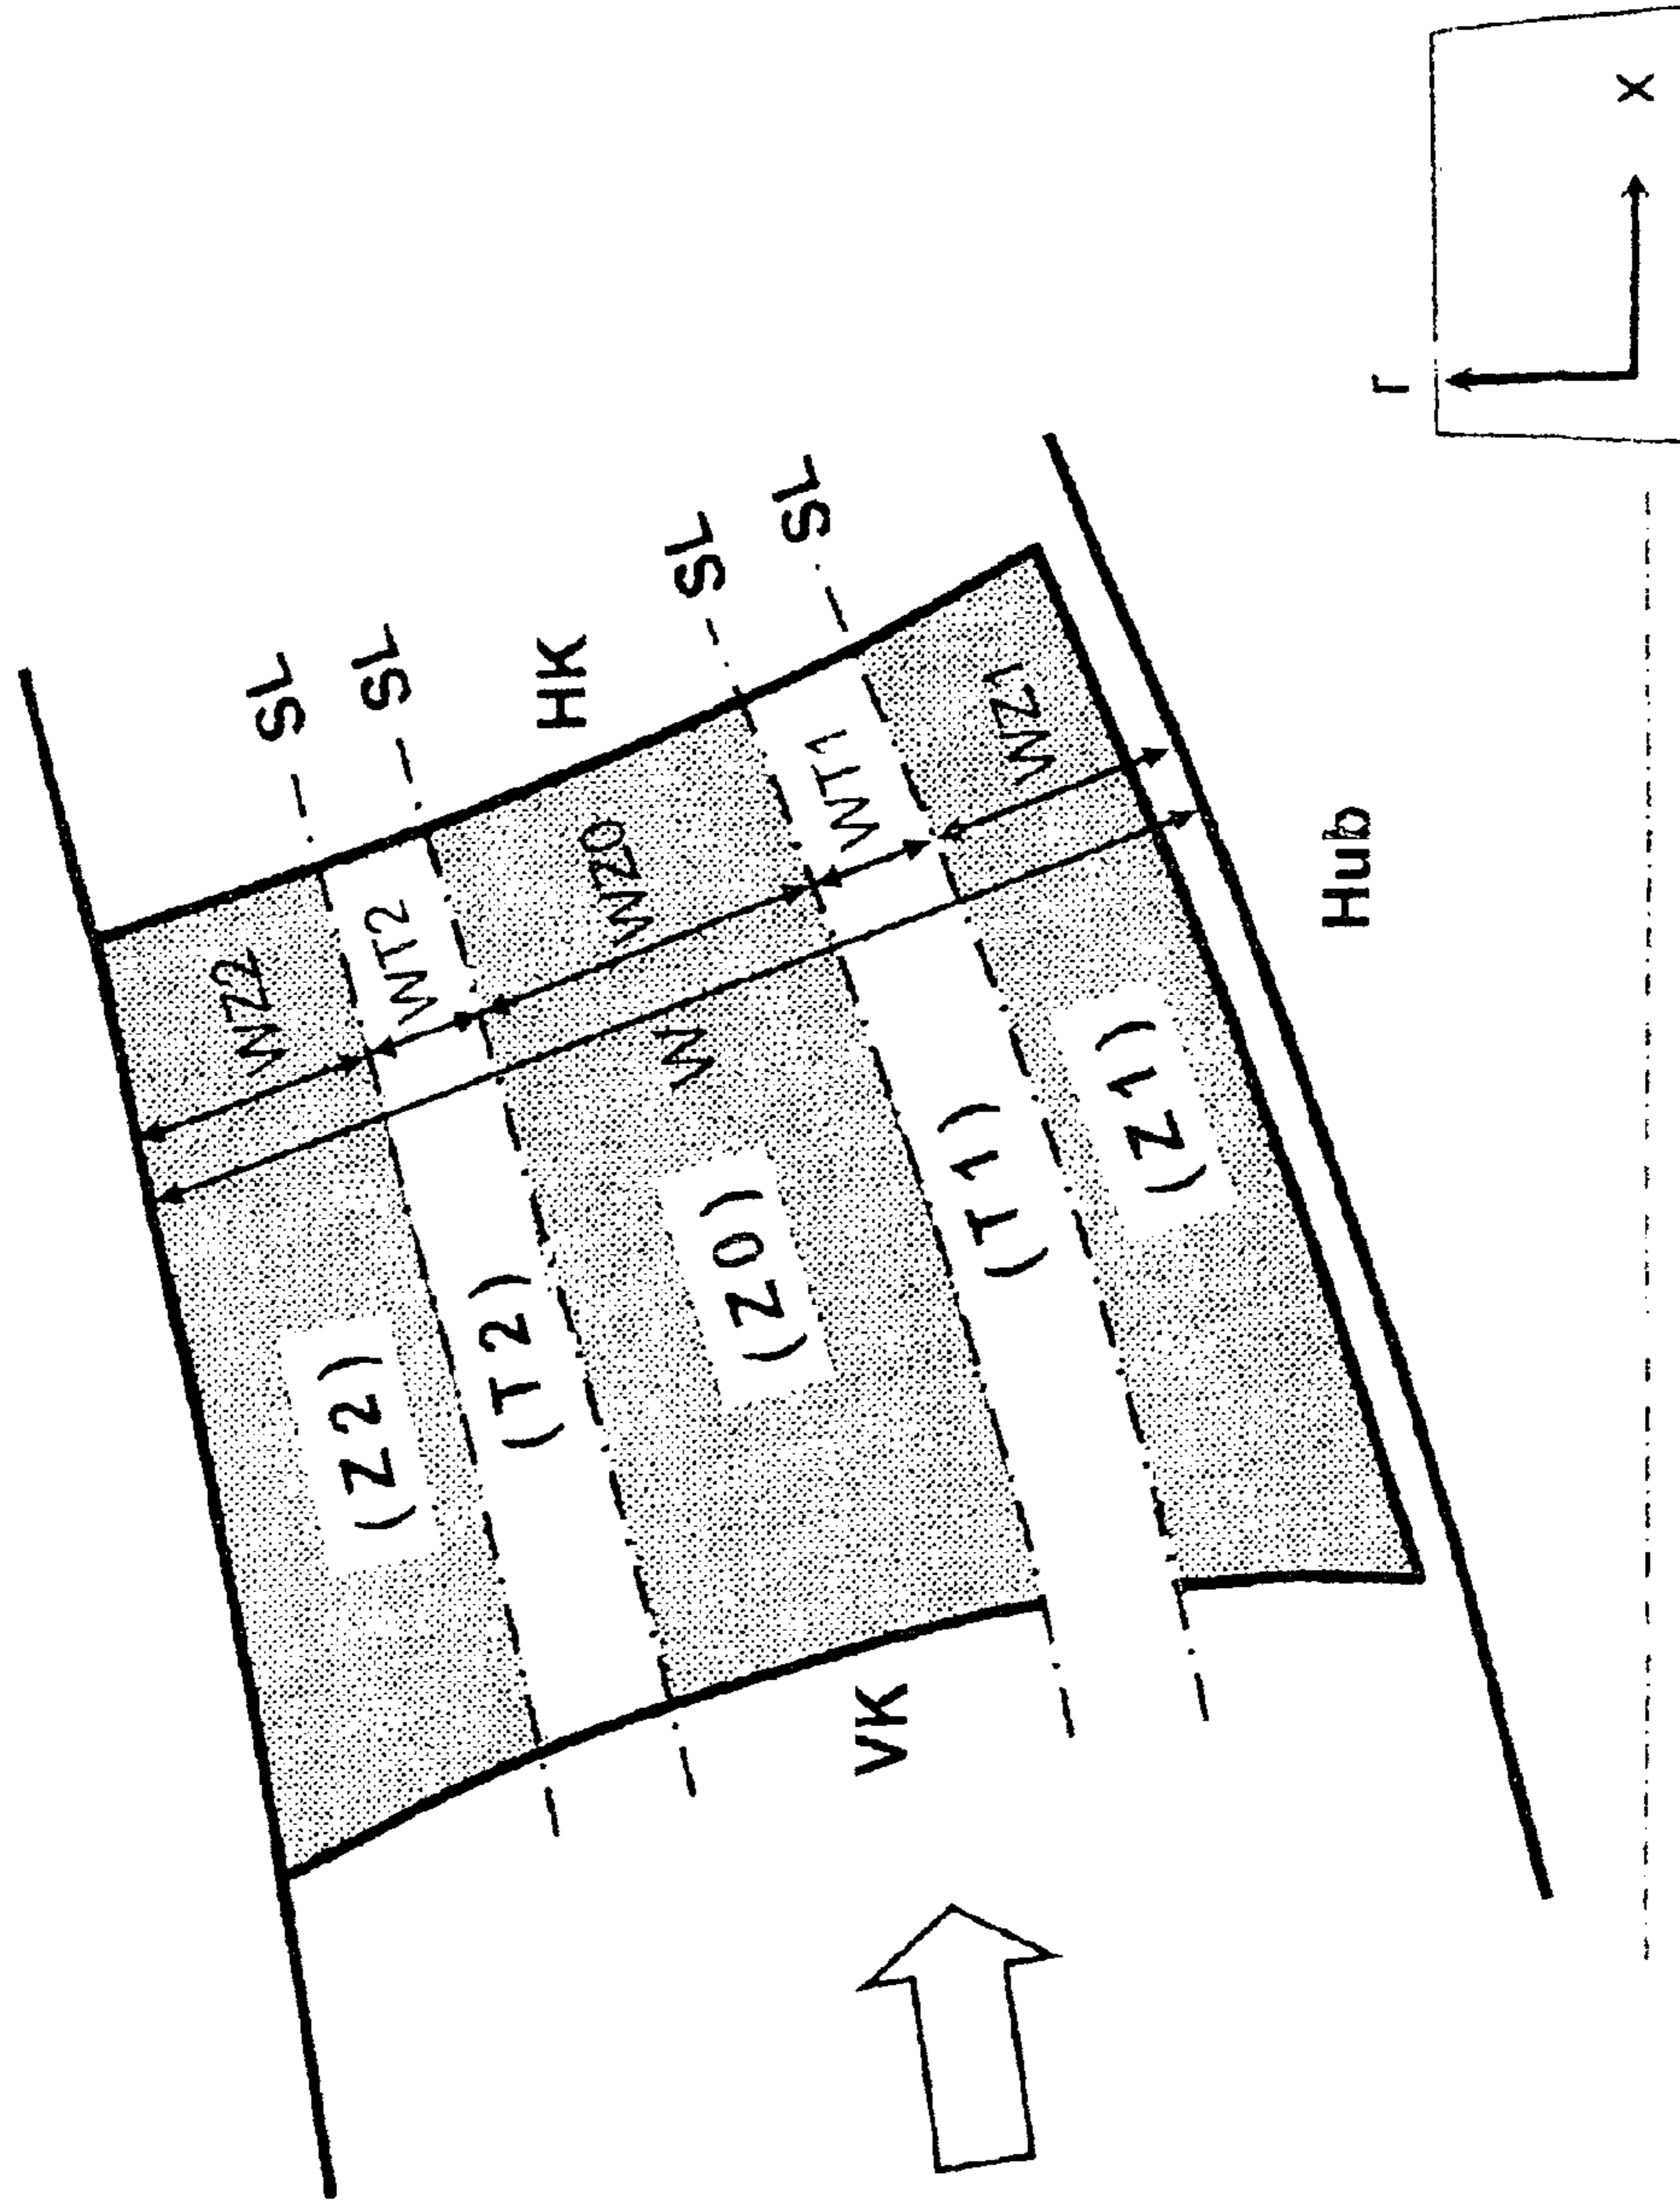 SL
SL
HK
SL
SL
WZ2
WT2
WZ0
WT1
WZ1
W
(Z2)
(T2)
(Z0)
(T1)
(Z1)
VK
Hub
r
x